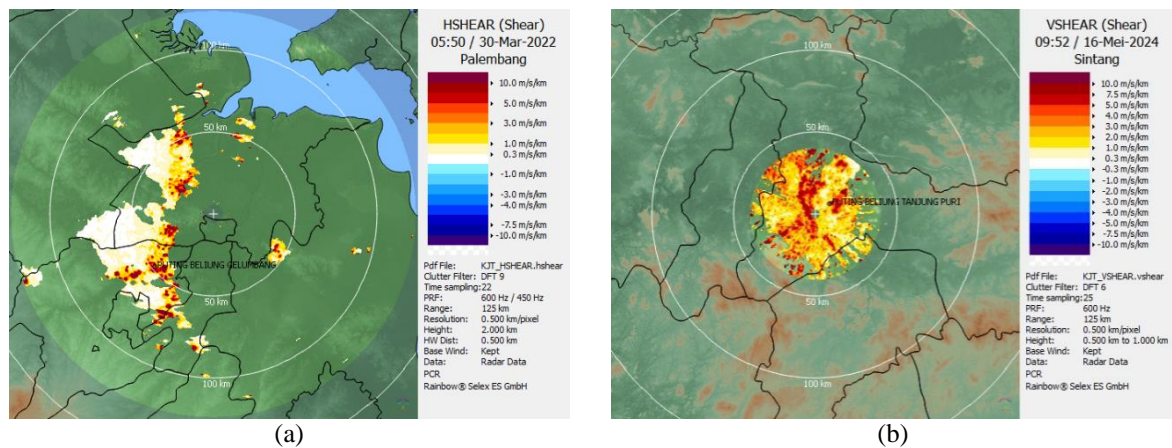 HSHEAR (Shear)
05:50 / 30-Mar-2022
Palembang
10.0 m/s/km
5.0 m/s/km
3.0 m/s/km
1.0 m/s/km
0.3 m/s/km
-1.0 m/s/km
-3.0 m/s/km
-4.0 m/s/km
-7.5 m/s/km
-10.0 m/s/km
Pdf File: KJT_HSHEAR.hshear
Clutter Filter: DFT 9
Time sampling:22
PRF: 600 Hz / 450 Hz
Range: 125 km
Resolution: 0.500 km/pixel
Height: 2.000 km
HW Dist: 0.500 km
Base Wind: Kept
Data: Radar Data
PCR
Rainbow® Selex ES GmbH
100 km
50 km
BELIUNG GELUMBANG
50 km
100 km
(a)
VSHEAR (Shear)
09:52 / 16-Mei-2024
Sintang
10.0 m/s/km
7.5 m/s/km
5.0 m/s/km
4.0 m/s/km
3.0 m/s/km
2.0 m/s/km
1.0 m/s/km
0.3 m/s/km
-0.3 m/s/km
-1.0 m/s/km
-2.0 m/s/km
-3.0 m/s/km
-4.0 m/s/km
-5.0 m/s/km
-7.5 m/s/km
-10.0 m/s/km
Pdf File: KJT_VSHEAR.vshear
Clutter Filter: DFT 6
Time sampling:25
PRF: 600 Hz
Range: 125 km
Resolution: 0.500 km/pixel
Height: 0.500 km to 1.000 km
Base Wind: Kept
Data: Radar Data
PCR
Rainbow® Selex ES GmbH
100 km
50 km
BELIUNG TANJUNG PURI
50 km
100 km
(b)